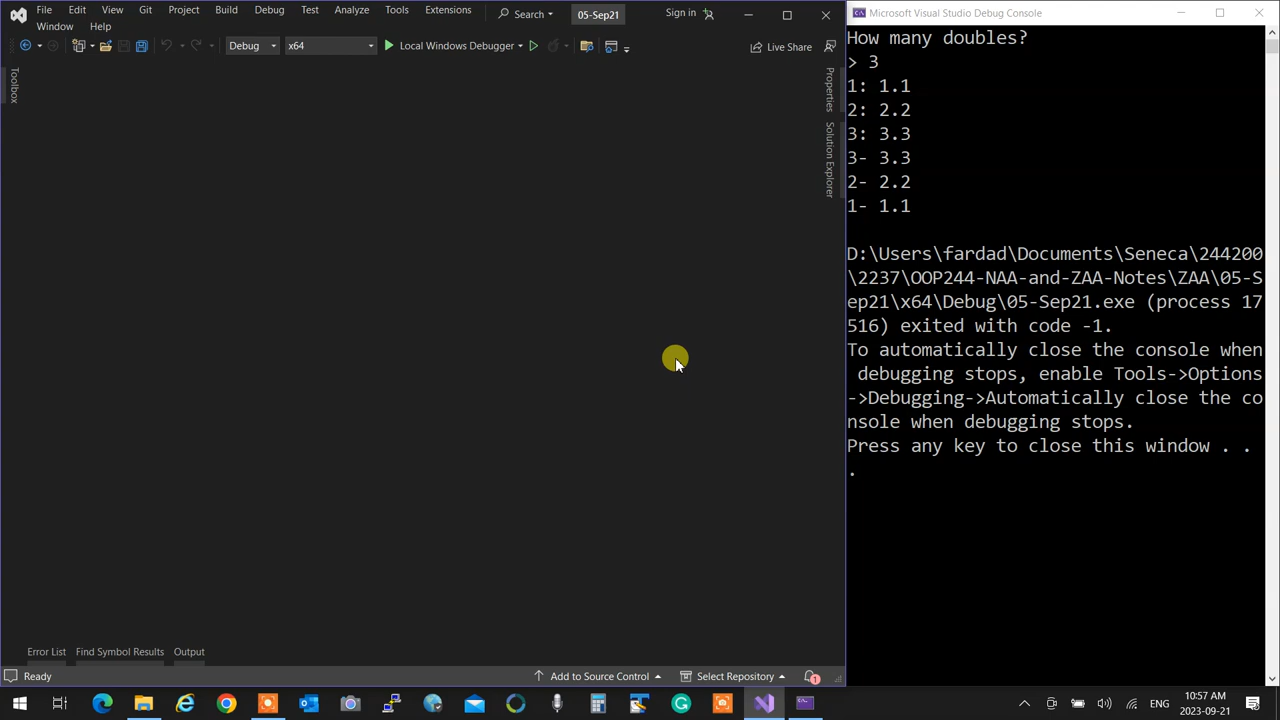 File Edit View Git Project Build Debug Test Analyze Tools Extensions Search 05-Sep21 Sign in
Window Help
Debug x64 Local Windows Debugger Live Share
Toolbox
Properties
Solution Explorer
Error List Find Symbol Results Output
Ready Add to Source Control Select Repository 1
Microsoft Visual Studio Debug Console
How many doubles?
> 3
1: 1.1
2: 2.2
3: 3.3
3- 3.3
2- 2.2
1- 1.1
D:\Users\fardad\Documents\Seneca\244200
\2237\OOP244-NAA-and-ZAA-Notes\ZAA\05-S
ep21\x64\Debug\05-Sep21.exe (process 17
516) exited with code -1.
To automatically close the console when
debugging stops, enable Tools->Options
->Debugging->Automatically close the co
nsole when debugging stops.
Press any key to close this window . .
.
ENG 10:57 AM
2023-09-21